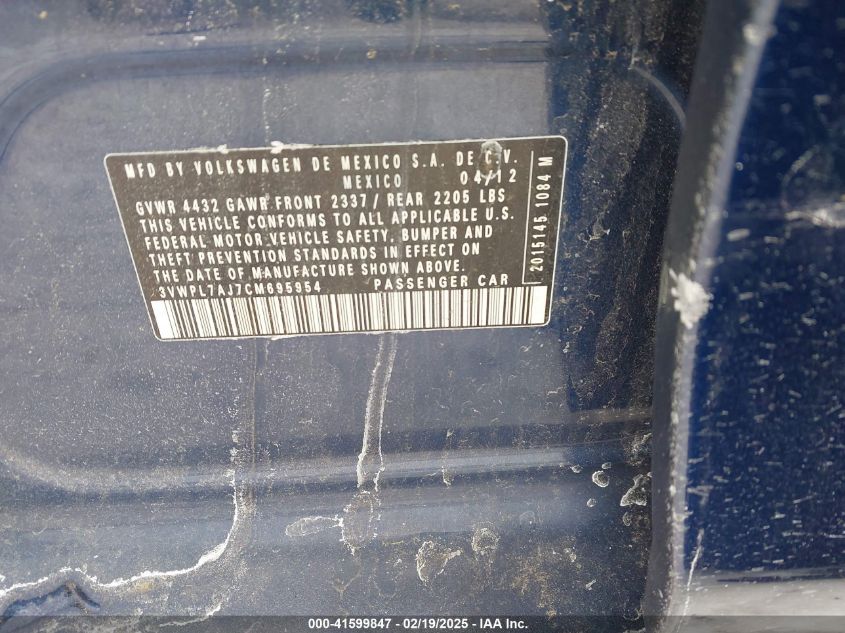 MFD BY VOLKSWAGEN DE MEXICO S.A. DE C.V.
MEXICO 04/12
GVWR 4432 GAWR FRONT 2337 / REAR 2205 LBS
THIS VEHICLE CONFORMS TO ALL APPLICABLE U.S.
FEDERAL MOTOR VEHICLE SAFETY, BUMPER AND
THEFT PREVENTION STANDARDS IN EFFECT ON
THE DATE OF MANUFACTURE SHOWN ABOVE.
3VWPL7AJ7CM695954 PASSENGER CAR
2015145 1084 M
000-41599847 - 02/19/2025 - IAA Inc.